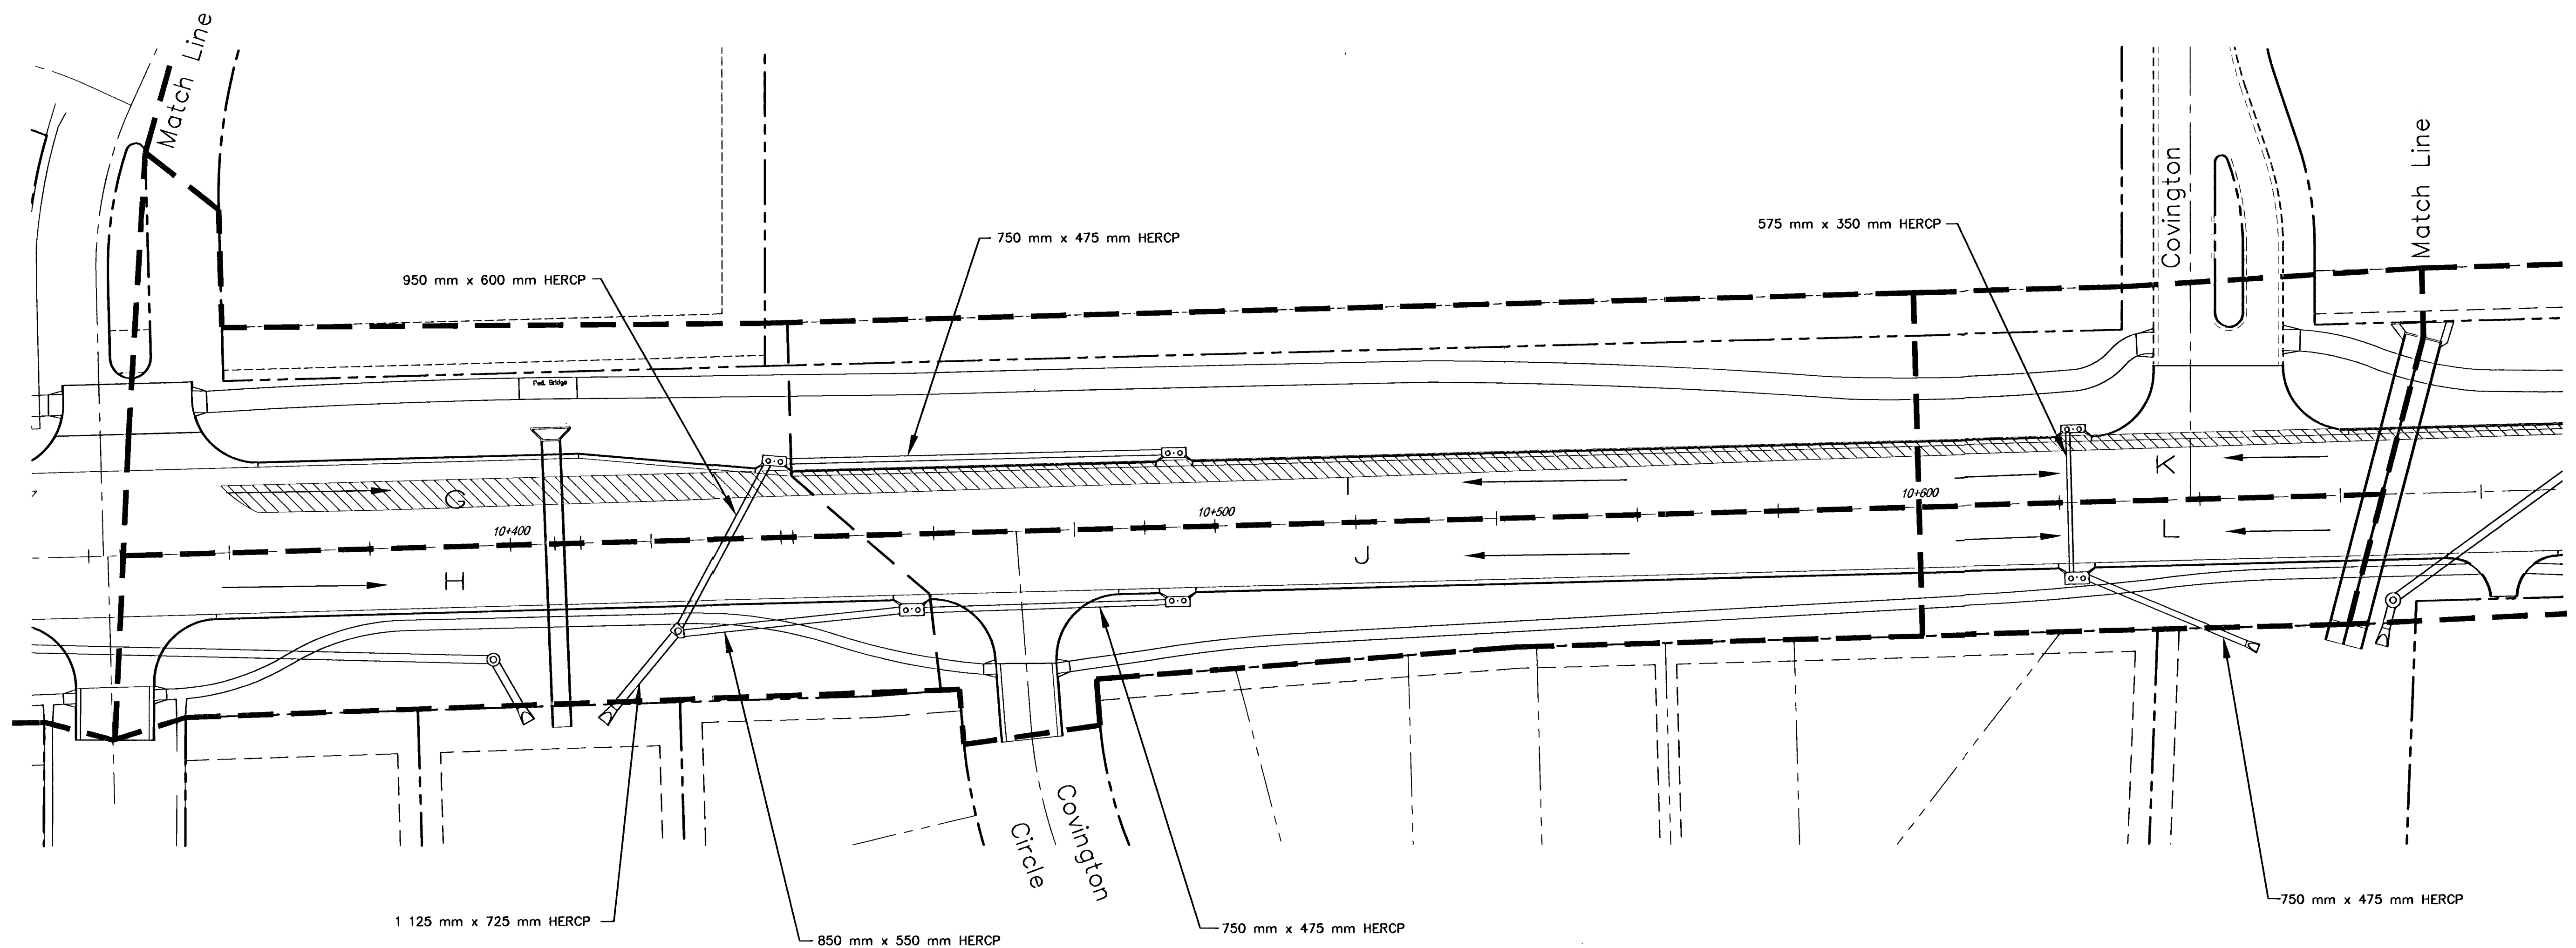 Match Line
Covington
Match Line
575 mm x 350 mm HERCP
750 mm x 475 mm HERCP
950 mm x 600 mm HERCP
Ped. Bridge
K
I
G
10+600
10+500
10+400
L
J
H
Covington
Circle
750 mm x 475 mm HERCP
1 125 mm x 725 mm HERCP
750 mm x 475 mm HERCP
850 mm x 550 mm HERCP